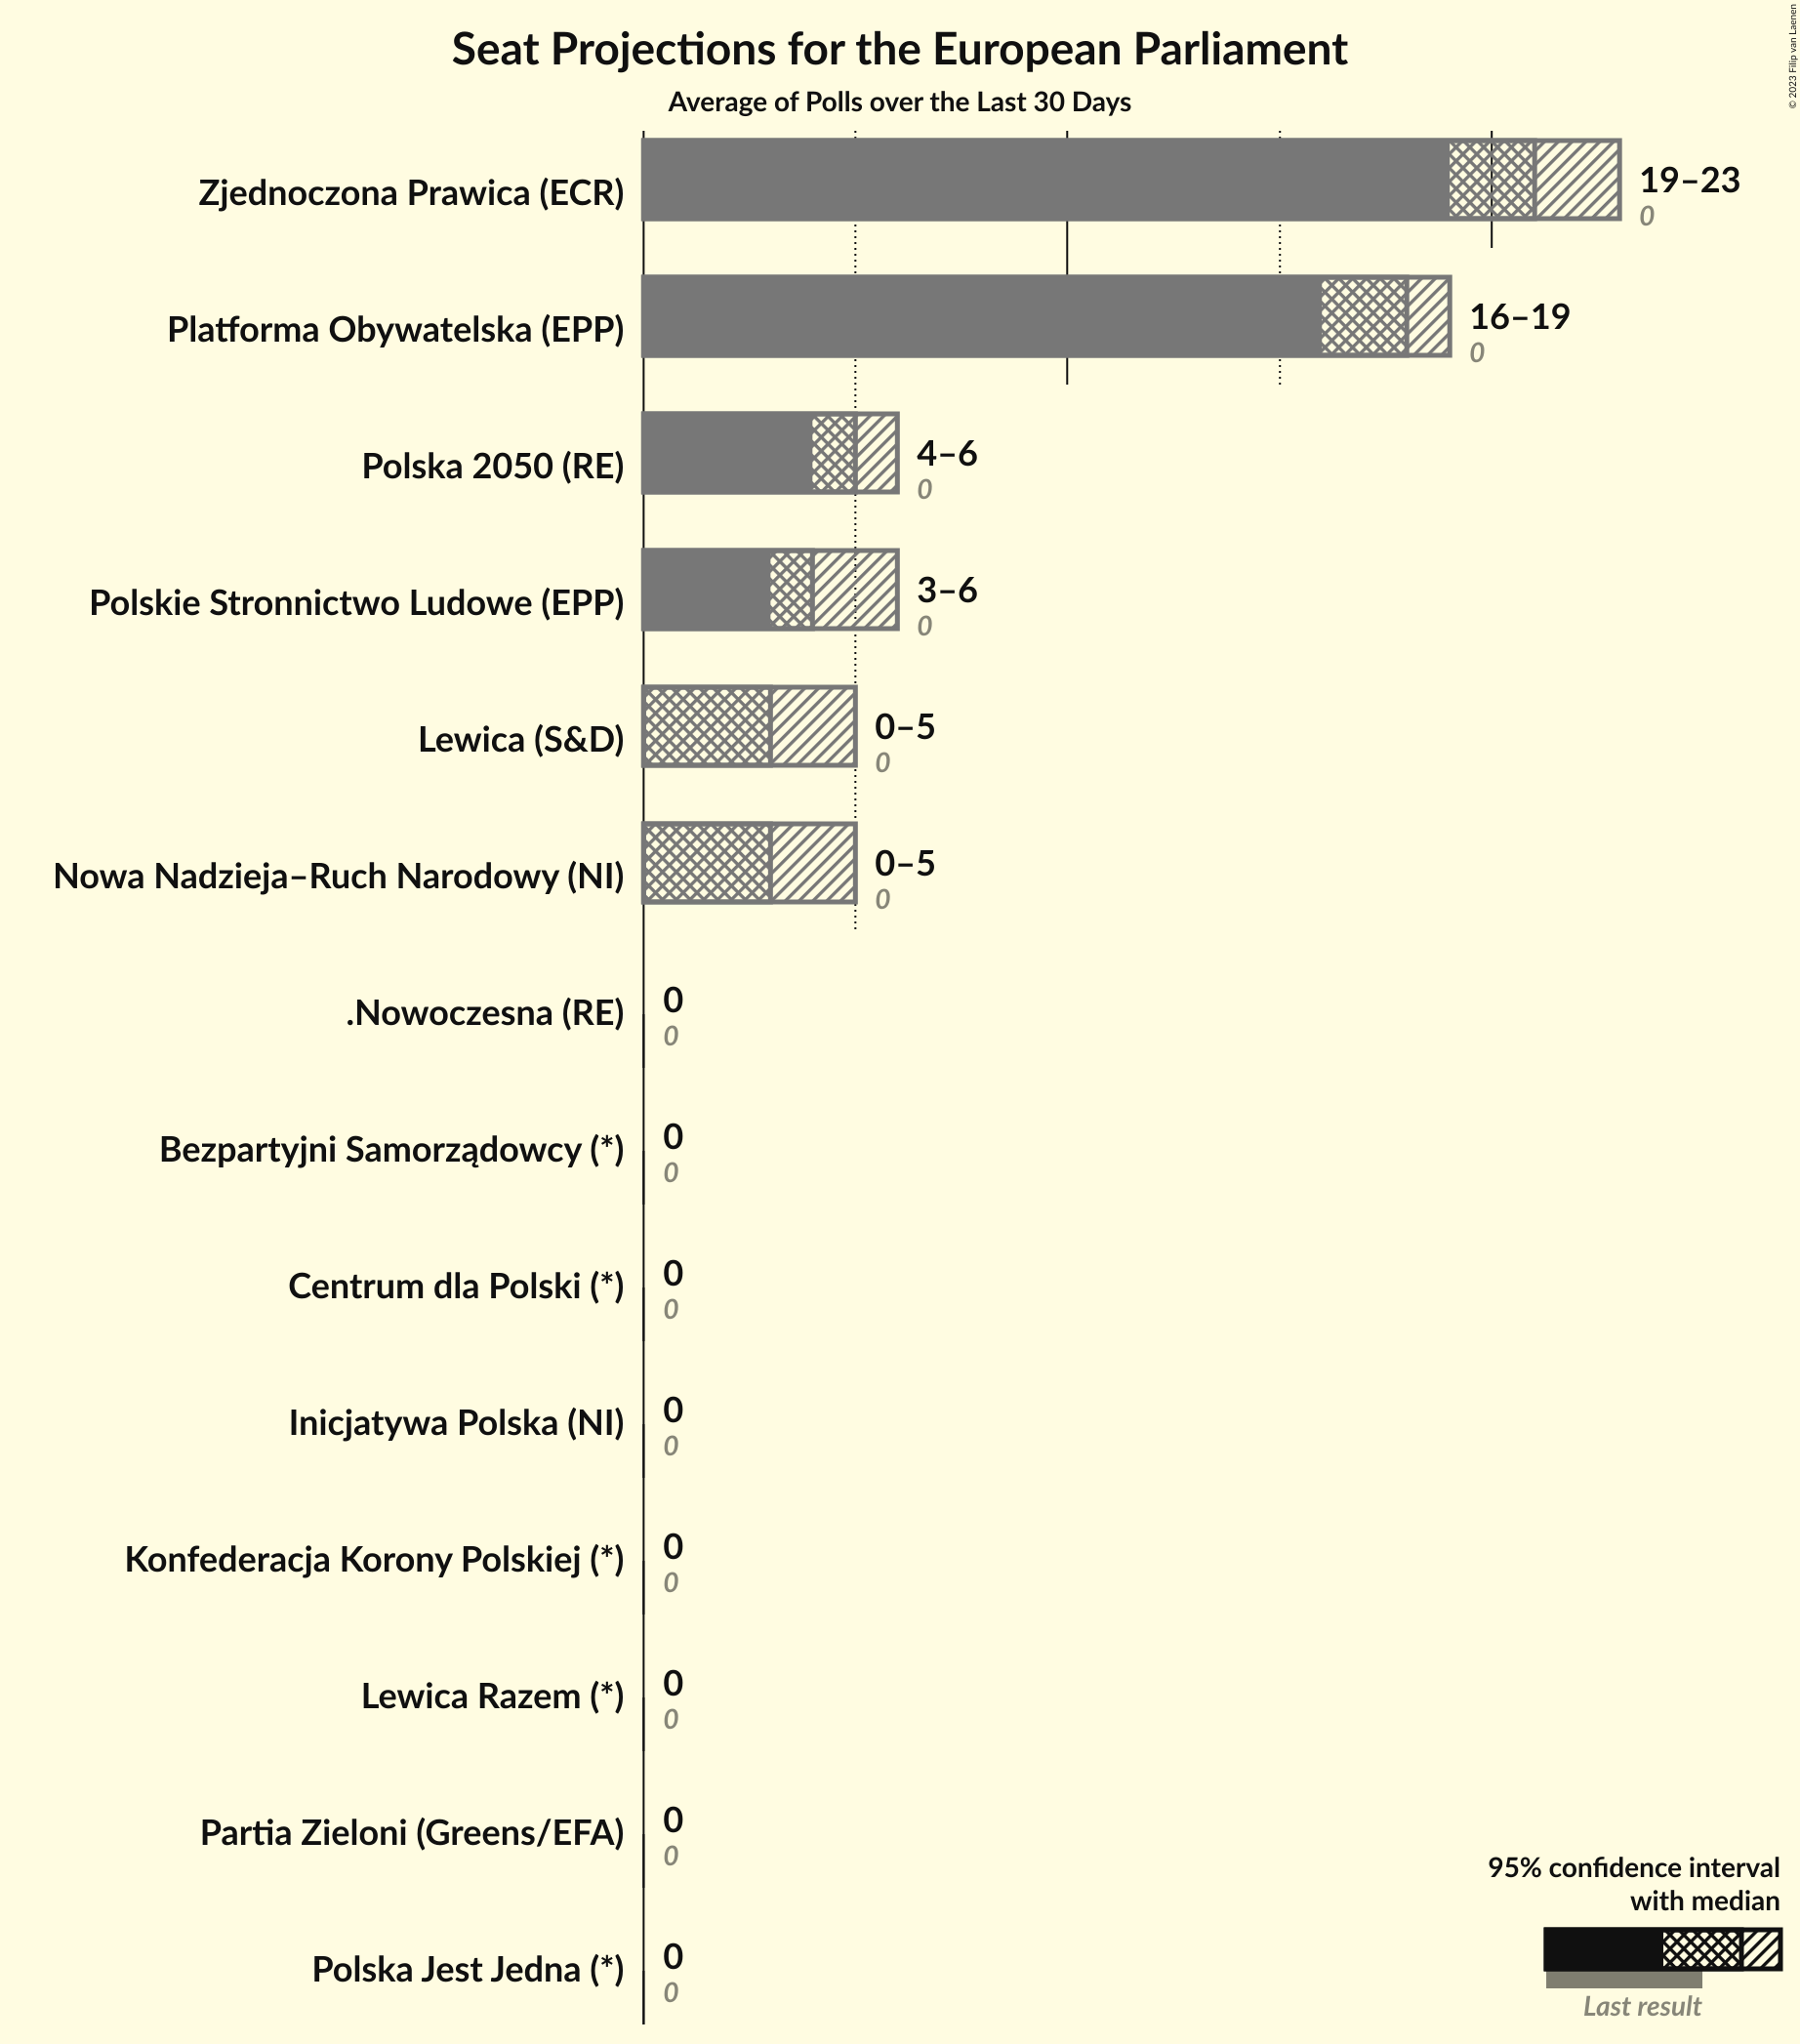 Seat Projections for the European Parliament
Average of Polls over the Last 30 Days
© 2023 Filip van Laenen
Zjednoczona Prawica (ECR)
19–23
0
Platforma Obywatelska (EPP)
16–19
0
Polska 2050 (RE)
4–6
0
Polskie Stronnictwo Ludowe (EPP)
3–6
0
Lewica (S&D)
0–5
0
Nowa Nadzieja–Ruch Narodowy (NI)
0–5
0
.Nowoczesna (RE)
0
0
Bezpartyjni Samorządowcy (*)
0
0
Centrum dla Polski (*)
0
0
Inicjatywa Polska (NI)
0
0
Konfederacja Korony Polskiej (*)
0
0
Lewica Razem (*)
0
0
Partia Zieloni (Greens/EFA)
0
0
Polska Jest Jedna (*)
0
0
95% confidence interval
with median
Last result